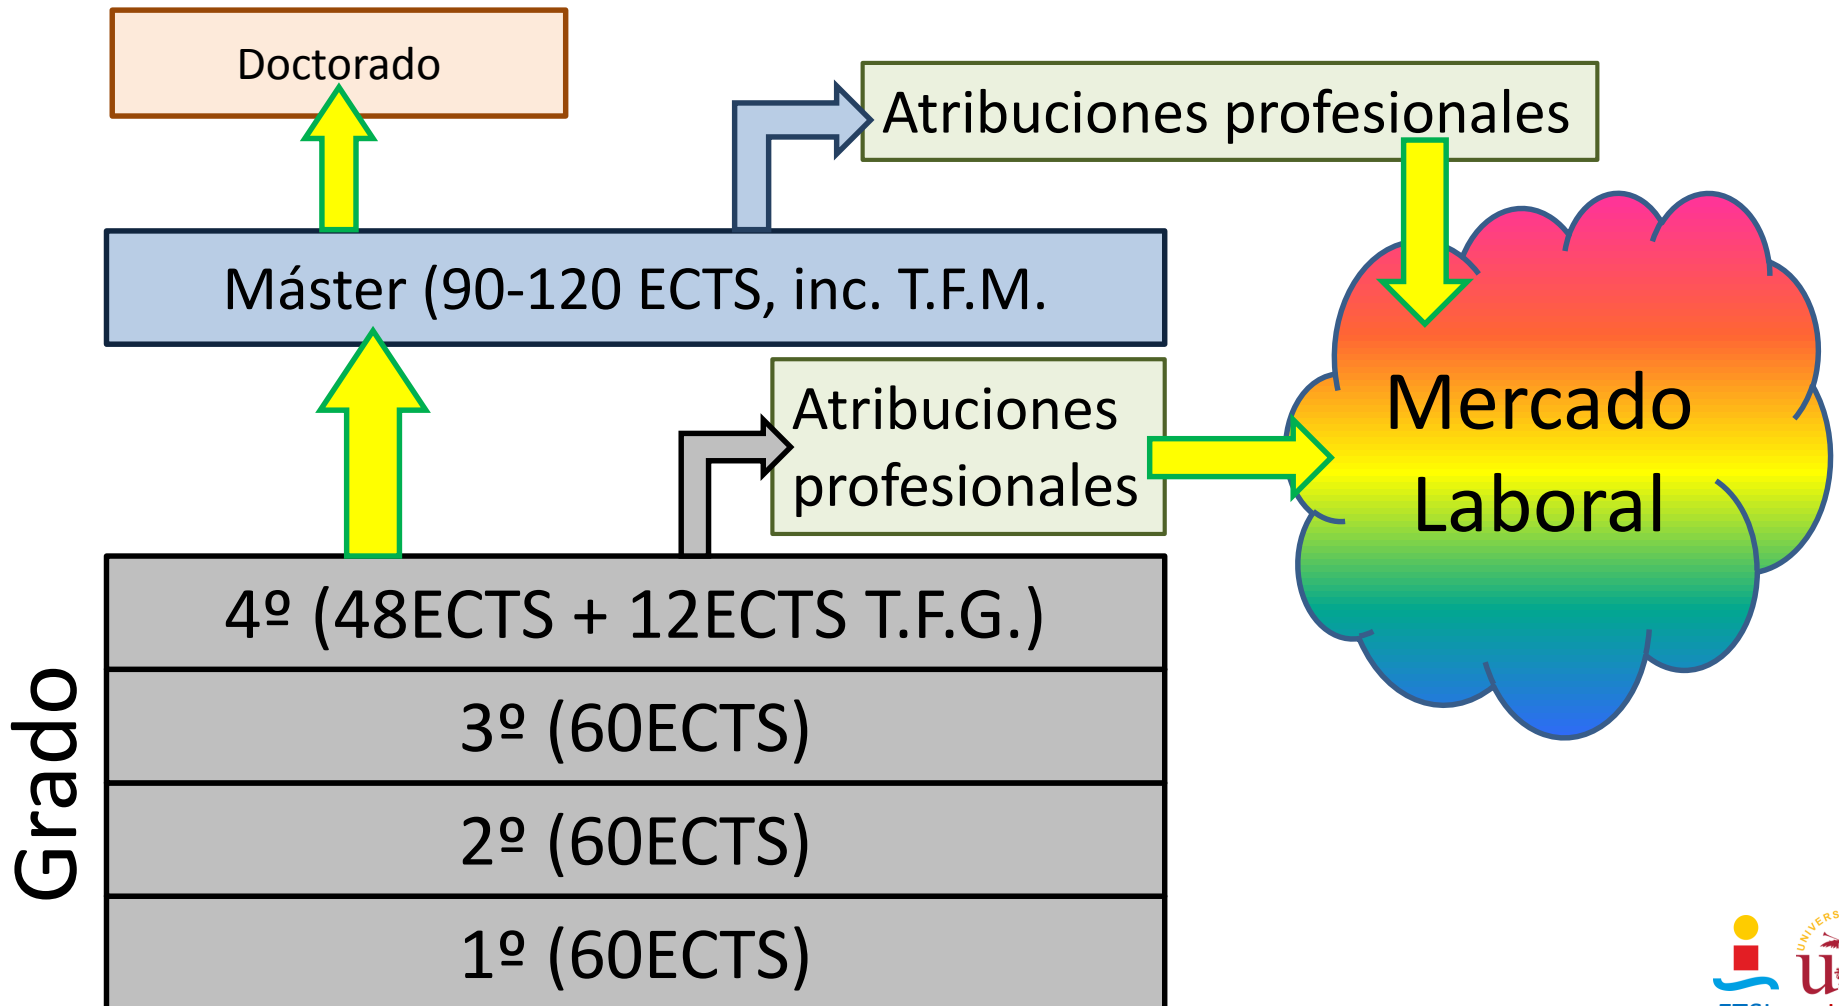 Doctorado
Atribuciones profesionales
Máster (90-120 ECTS, inc. T.F.M.
Atribuciones
profesionales
Mercado
Laboral
Grado
4º (48ECTS + 12ECTS T.F.G.)
3º (60ECTS)
2º (60ECTS)
1º (60ECTS)
UNIVERS